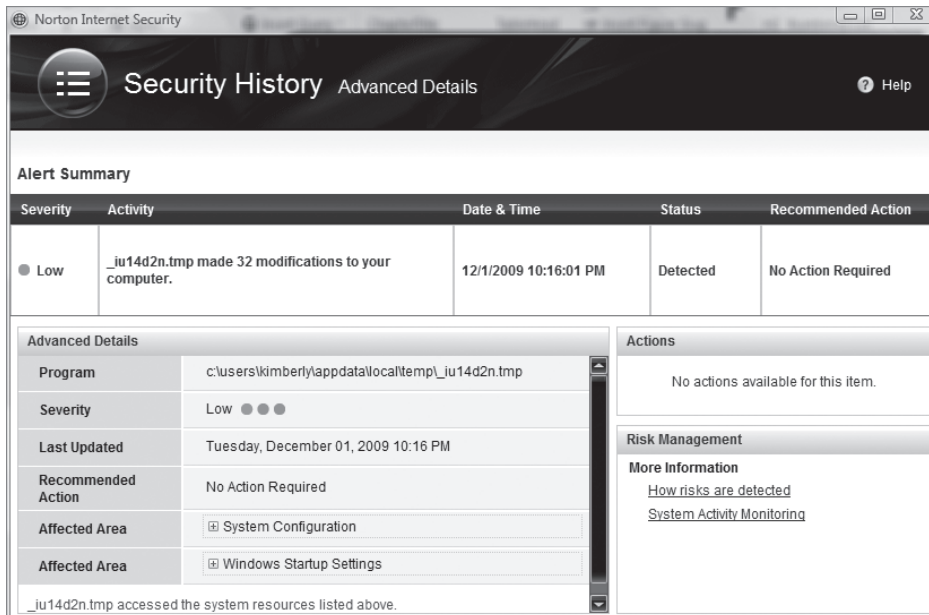 Norton Internet Security
Security History Advanced Details
Help
Alert Summary
Severity Activity Date & Time Status Recommended Action
Low
_iu14d2n.tmp made 32 modifications to your
computer.
12/1/2009 10:16:01 PM
Detected
No Action Required
Advanced Details
Program c:\users\kimberly\appdata\local\temp\_iu14d2n.tmp
Severity Low
Last Updated Tuesday, December 01, 2009 10:16 PM
Recommended
Action
No Action Required
Affected Area System Configuration
Affected Area Windows Startup Settings
_iu14d2n.tmp accessed the system resources listed above.
Actions
No actions available for this item.
Risk Management
More Information
How risks are detected
System Activity Monitoring